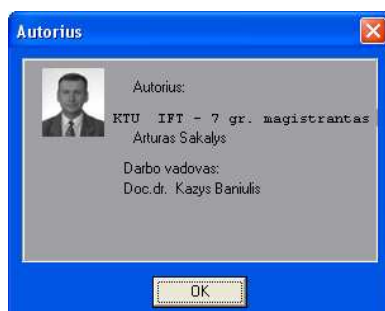 Autorius
Autorius:
KTU IFT - 7 gr. magistrantas
Arturas Sakalys
Darbo vadovas:
Doc.dr. Kazys Baniulis
OK